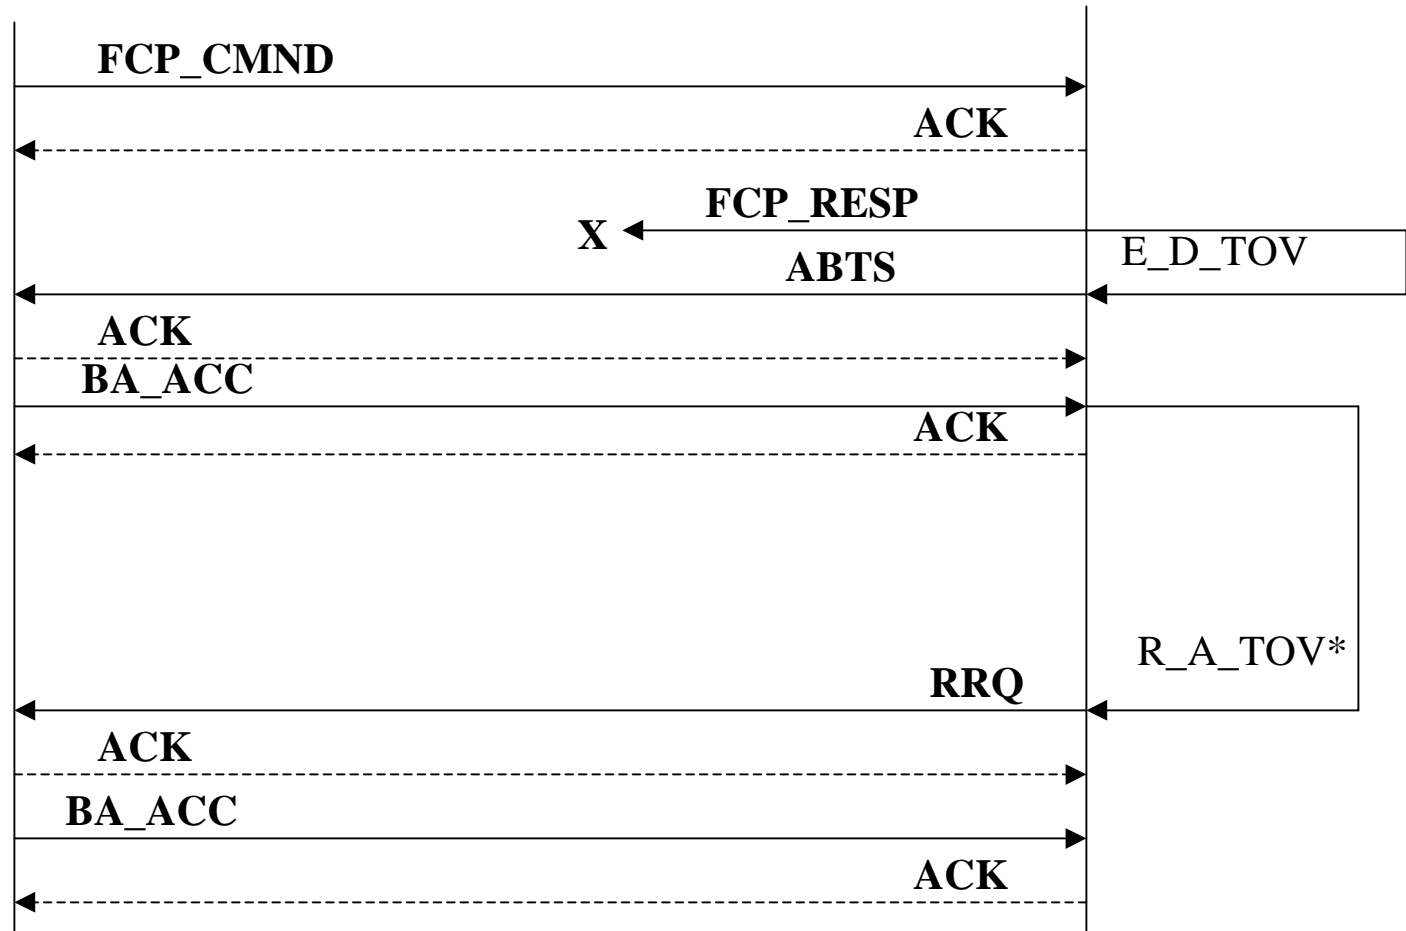 FCP_CMND
ACK
FCP_RESP
X
E_D_TOV
ABTS
ACK
BA_ACC
ACK
R_A_TOV*
RRQ
ACK
BA_ACC
ACK